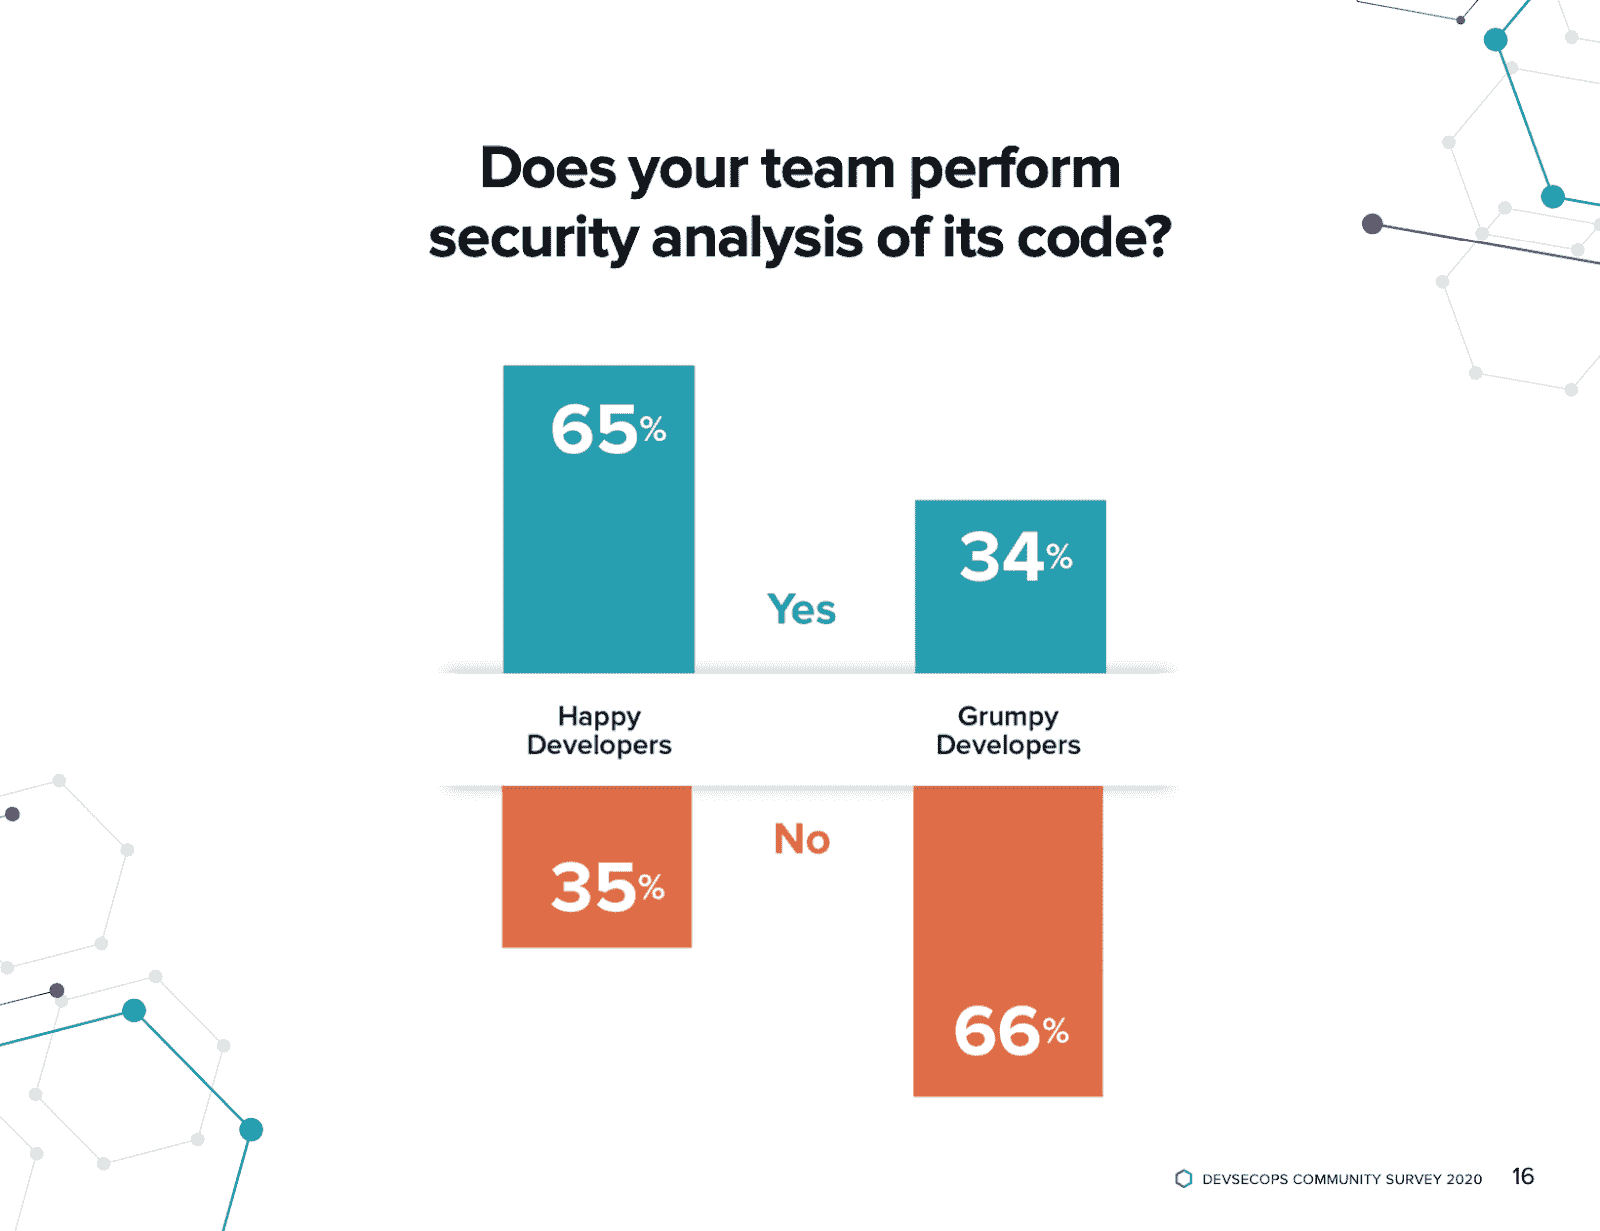 Does your team perform
security analysis of its code?
65%
34%
Yes
Happy
Developers
Grumpy
Developers
No
35%
66%
DEVSECOPS COMMUNITY SURVEY 2020 16